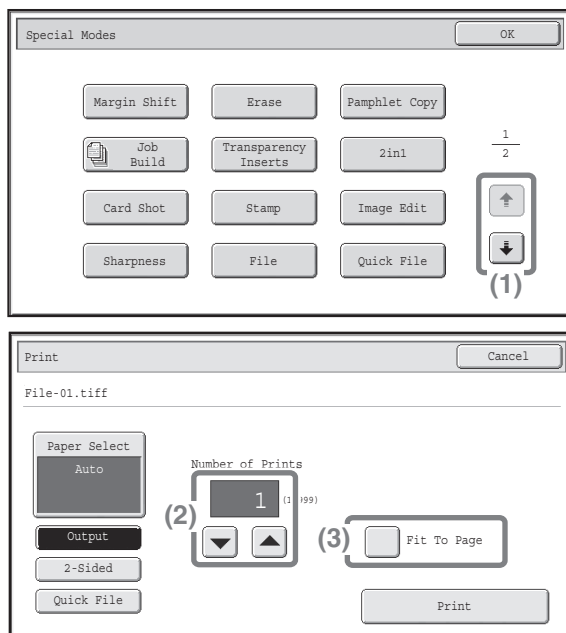 Special Modes
OK
Margin Shift
Erase
Pamphlet Copy
Job
Build
Transparency
Inserts
2in1
1
2
Card Shot
Stamp
Image Edit
Sharpness
File
Quick File
(1)
Print
Cancel
File-01.tiff
Paper Select
Auto
Number of Prints
(2)
1
Output
(3)
Fit To Page
2-Sided
Quick File
Print